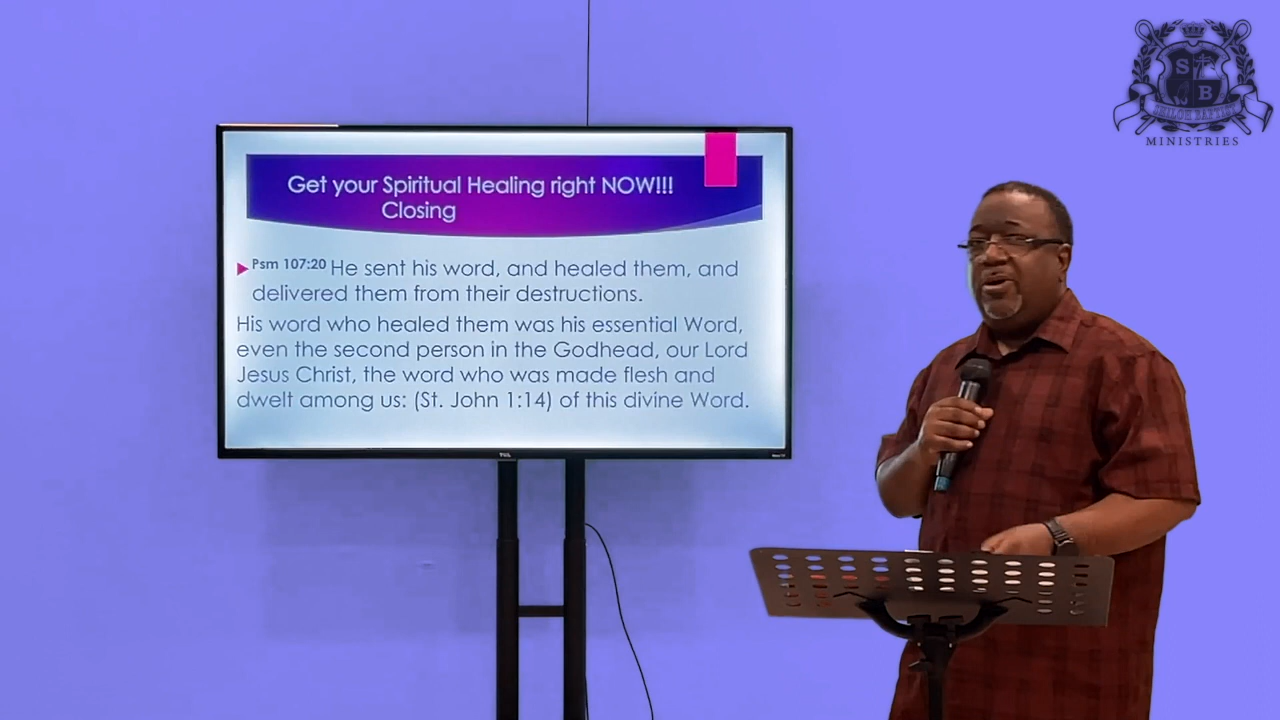 S
B
SHILOH BAPTIST
MINISTRIES
Get your Spiritual Healing right NOW!!!
Closing
Psm 107:20 He sent his word, and healed them, and
delivered them from their destructions.
His word who healed them was his essential Word,
even the second person in the Godhead, our Lord
Jesus Christ, the word who was made flesh and
dwelt among us: (St. John 1:14) of this divine Word.
TCL